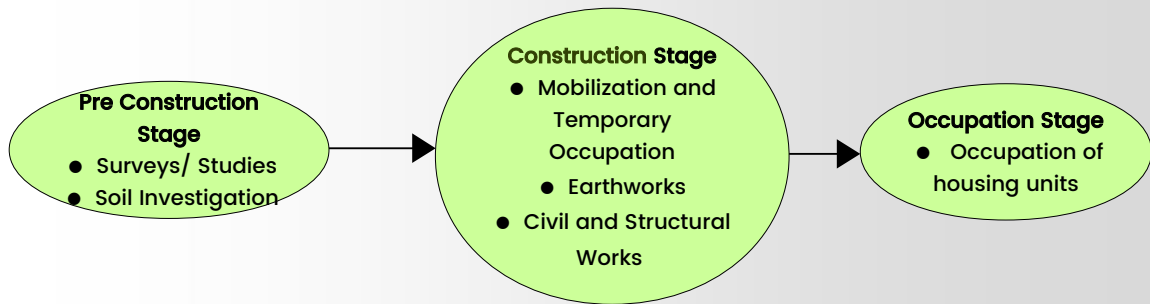 Pre Construction
Stage
● Surveys/ Studies
● Soil Investigation
Construction Stage
● Mobilization and
Temporary
Occupation
● Earthworks
● Civil and Structural
Works
Occupation Stage
● Occupation of
housing units